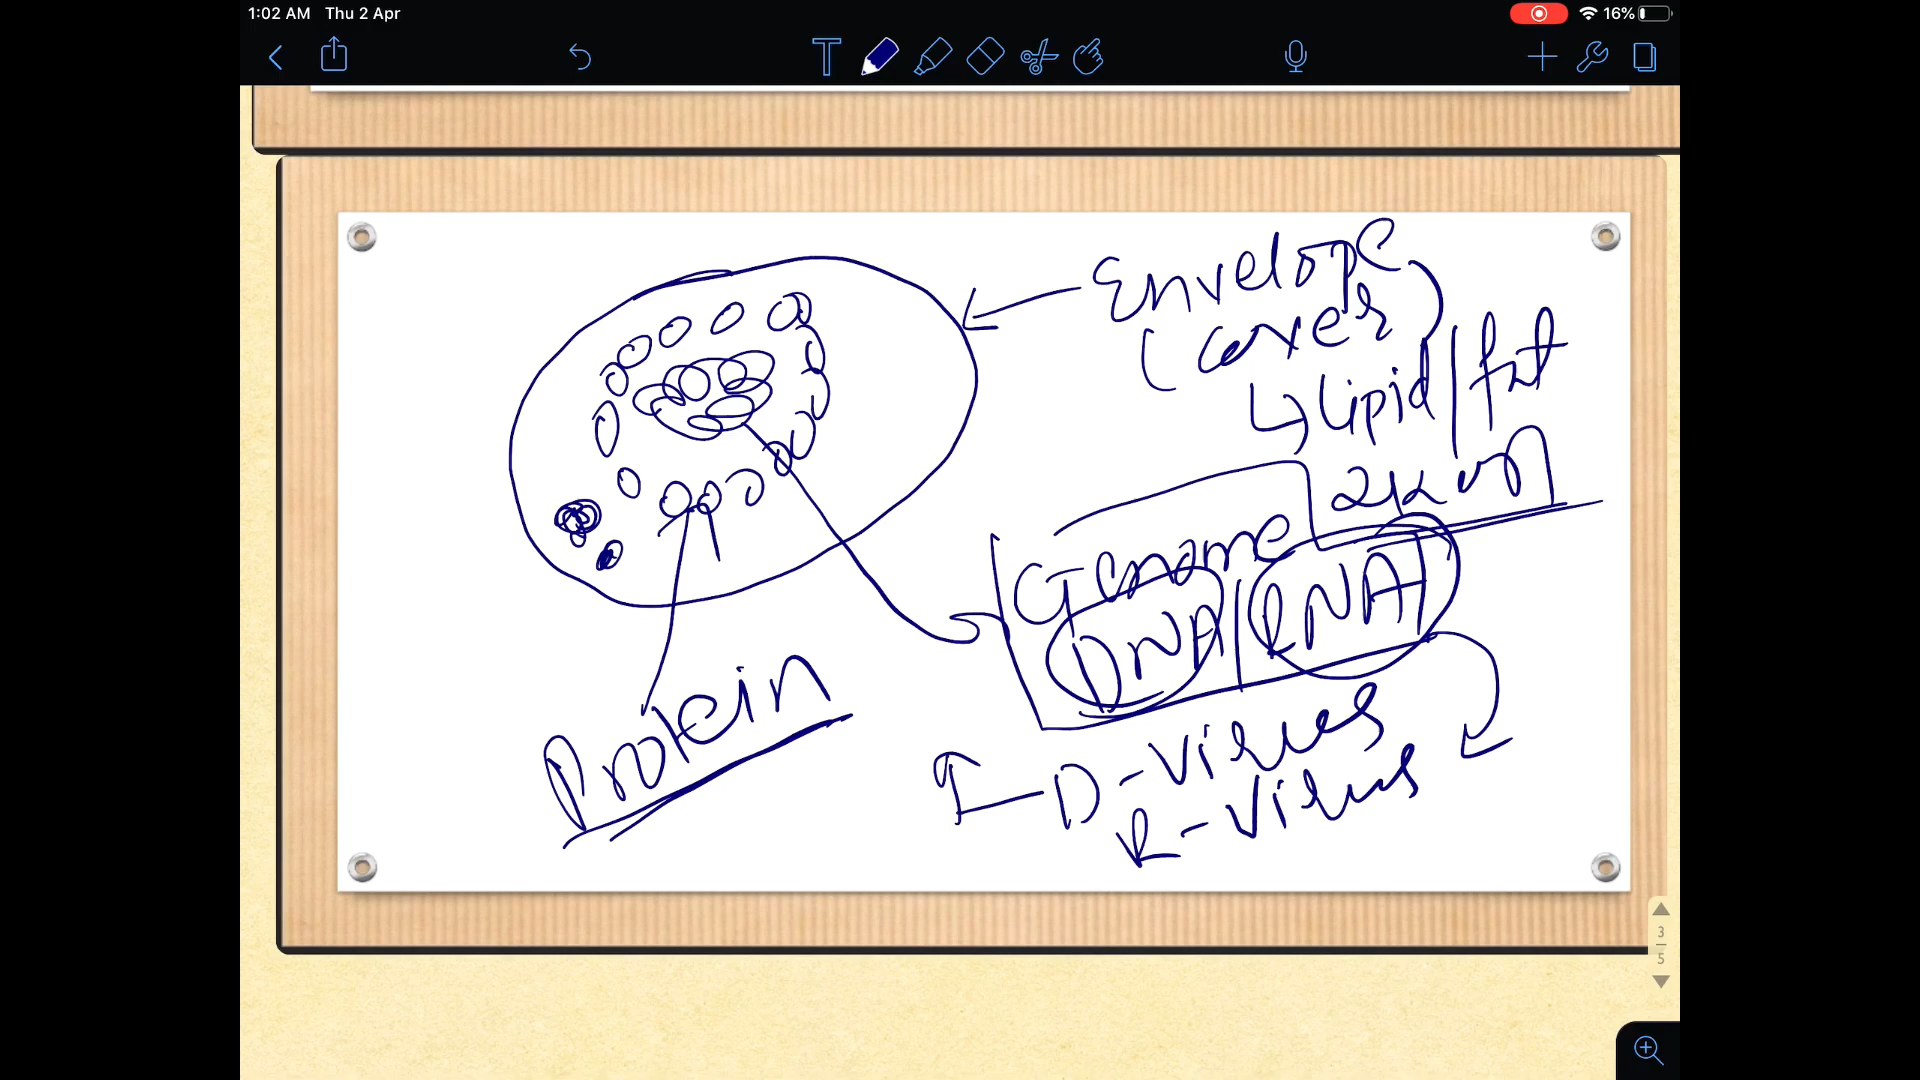 1:02 AM Thu 2 Apr
16%
T
Envelope
(cover)
Lipid/fat
Genome
DNA/RNA
D-Virus
R-Virus
Protein
3
5